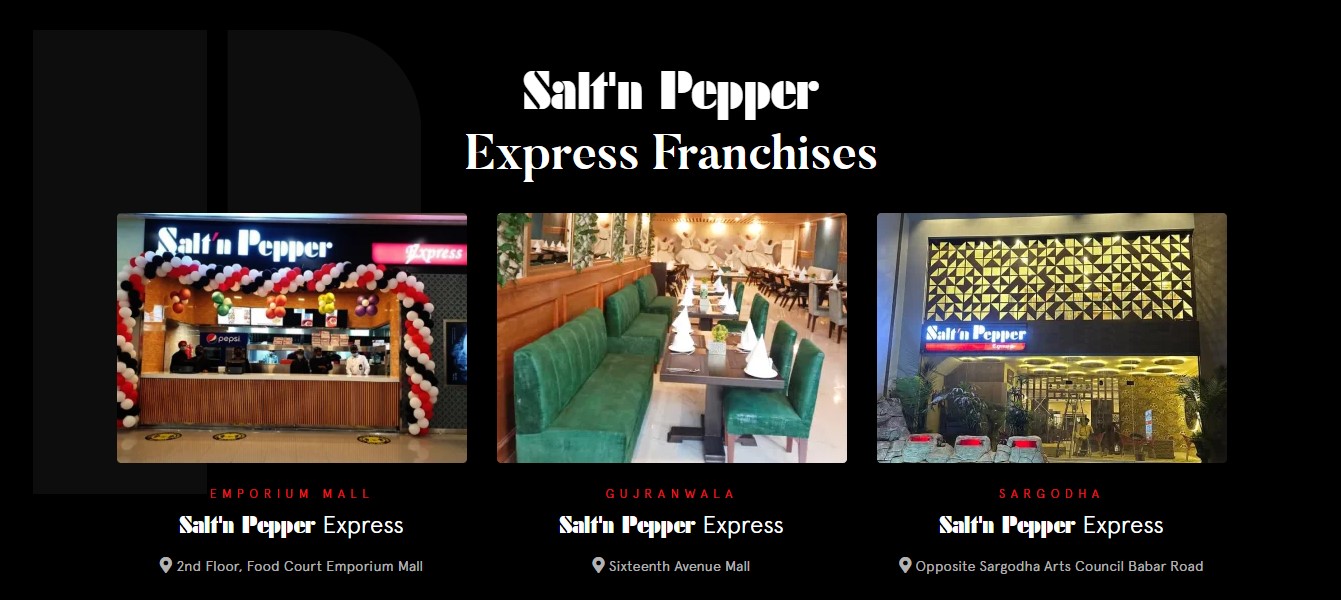 Salt'n Pepper
Express Franchises
Salt'n Pepper
Express
pepsi
Salt'n Pepper
Express
EMPORIUM MALL
GUJRANWALA
SARGODHA
Salt'n Pepper Express
Salt'n Pepper Express
Salt'n Pepper Express
2nd Floor, Food Court Emporium Mall
Sixteenth Avenue Mall
Opposite Sargodha Arts Council Babar Road